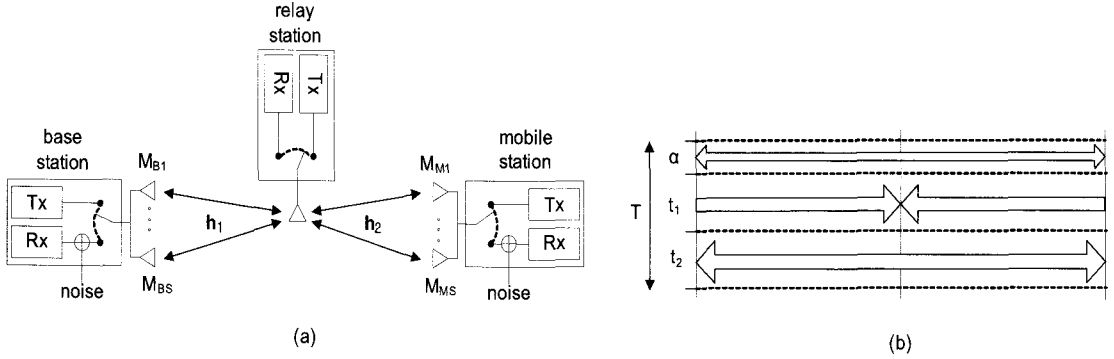 relay
station
Rx
Tx
base
station
M_B1
mobile
station
M_M1
Tx
Rx
h_1
h_2
Tx
Rx
noise
M_BS
M_MS
noise
(a)
T
α
t_1
t_2
(b)